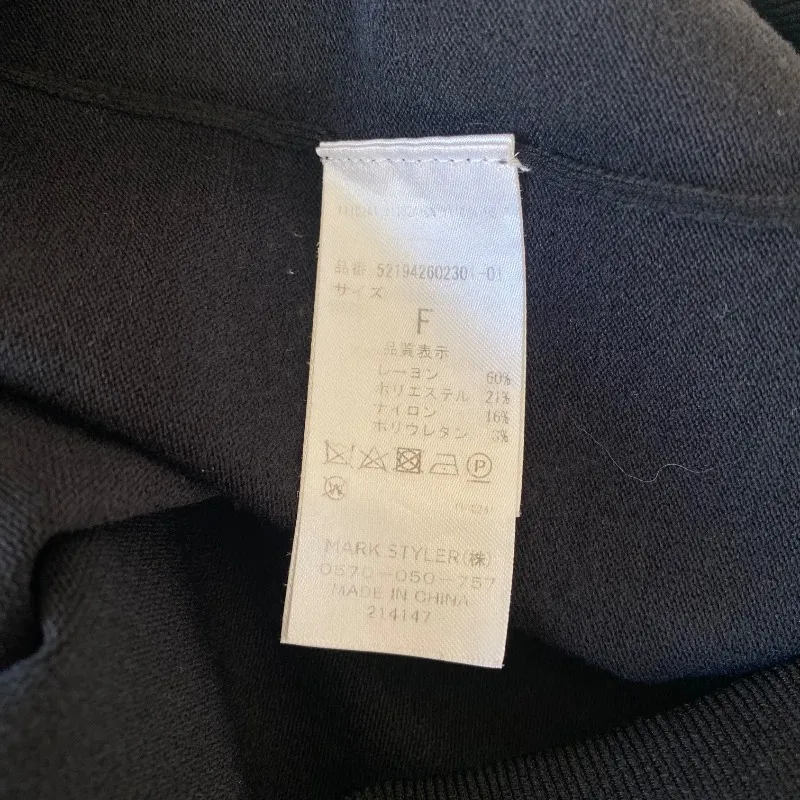 品番 521942602301-01
サイズ
F
品質表示
レーヨン 60%
ポリエステル 21%
ナイロン 16%
ポリウレタン 3%
P
W
MARK STYLER(株)
0570-050-757
MADE IN CHINA
214147